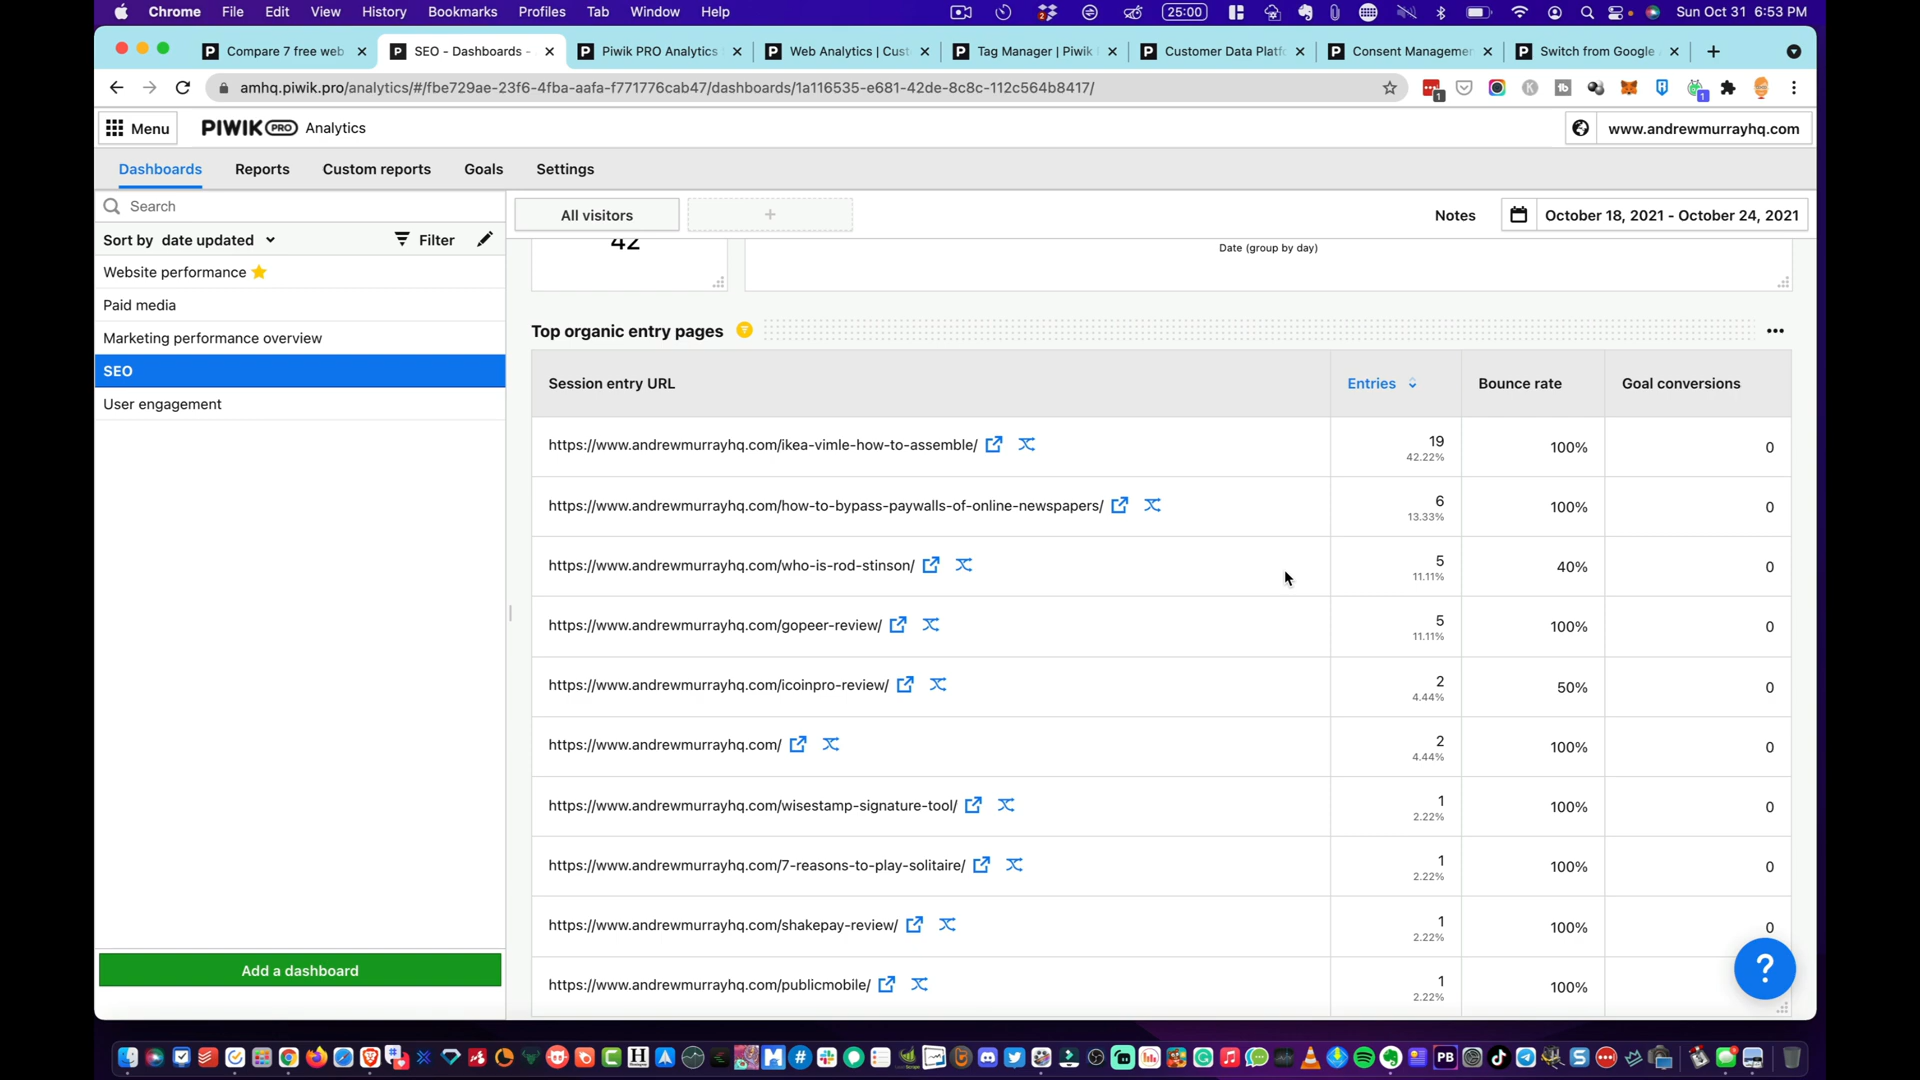 Chrome File Edit View History Bookmarks Profiles Tab Window Help 2 25:00 Sun Oct 31 6:53 PM
P Compare 7 free web P SEO - Dashboards - P Piwik PRO Analytics P Web Analytics | Cust P Tag Manager | Piwik P Customer Data Platfo P Consent Manageme P Switch from Google
amhq.piwik.pro/analytics/#/fbe729ae-23f6-4fba-aafa-f771776cab47/dashboards/1a116535-e681-42de-8c8c-112c564b8417/ 1 K tb 1
Menu PIWIK PRO Analytics www.andrewmurrayhq.com
Dashboards Reports Custom reports Goals Settings
Search
All visitors + Notes October 18, 2021 - October 24, 2021
Sort by date updated Filter
42 Date (group by day)
Website performance
Paid media
Marketing performance overview
SEO
User engagement
Add a dashboard
Top organic entry pages
Session entry URL Entries Bounce rate Goal conversions
https://www.andrewmurrayhq.com/ikea-vimle-how-to-assemble/ 19 100% 0
42.22%
https://www.andrewmurrayhq.com/how-to-bypass-paywalls-of-online-newspapers/ 6 100% 0
13.33%
https://www.andrewmurrayhq.com/who-is-rod-stinson/ 5 40% 0
11.11%
https://www.andrewmurrayhq.com/gopeer-review/ 5 100% 0
11.11%
https://www.andrewmurrayhq.com/icoinpro-review/ 2 50% 0
4.44%
https://www.andrewmurrayhq.com/ 2 100% 0
4.44%
https://www.andrewmurrayhq.com/wisestamp-signature-tool/ 1 100% 0
2.22%
https://www.andrewmurrayhq.com/7-reasons-to-play-solitaire/ 1 100% 0
2.22%
https://www.andrewmurrayhq.com/shakepay-review/ 1 100% 0
2.22%
https://www.andrewmurrayhq.com/publicmobile/ 1 100%
2.22%
?
H PB